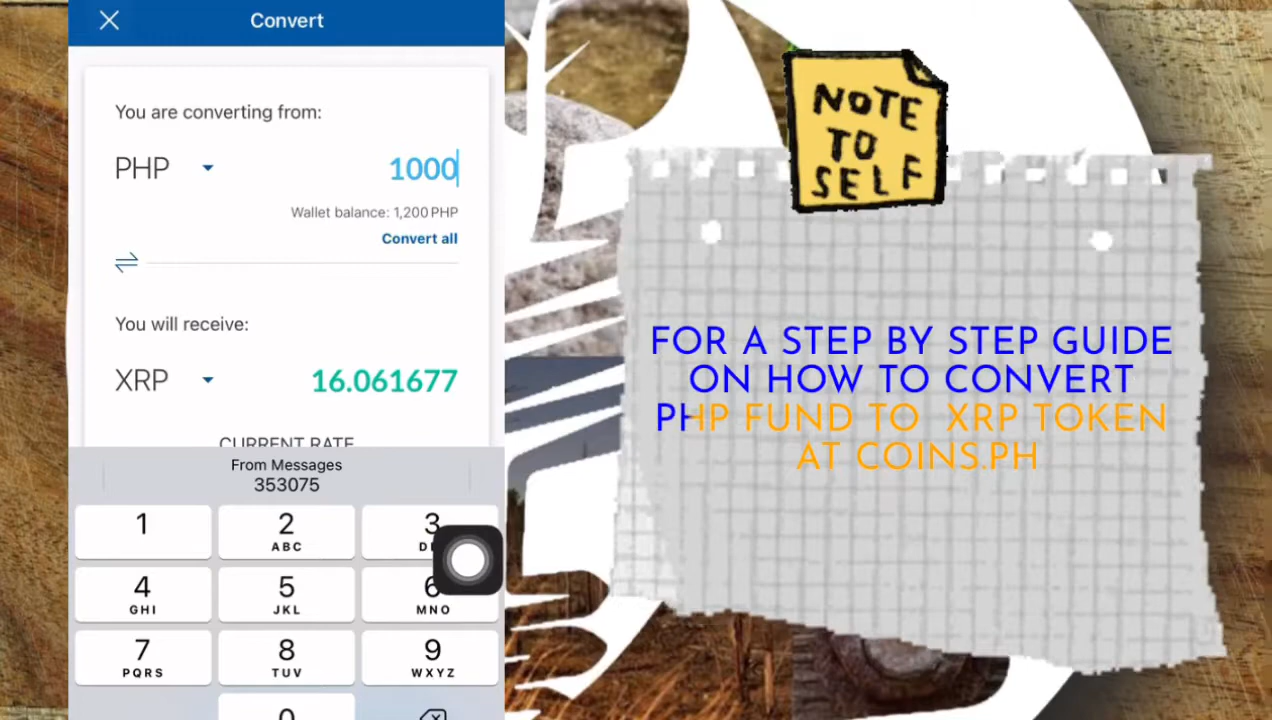 Convert
You are converting from:
PHP
1000
Wallet balance: 1,200 PHP
Convert all
You will receive:
XRP
16.061677
CURRENT RATE
From Messages
353075
1
2
ABC
3
4
GHI
5
JKL
6
MNO
7
PQRS
8
TUV
9
WXYZ
0
NOTE
TO
SELF
FOR A STEP BY STEP GUIDE
ON HOW TO CONVERT
PHP FUND TO XRP TOKEN
AT COINS.PH